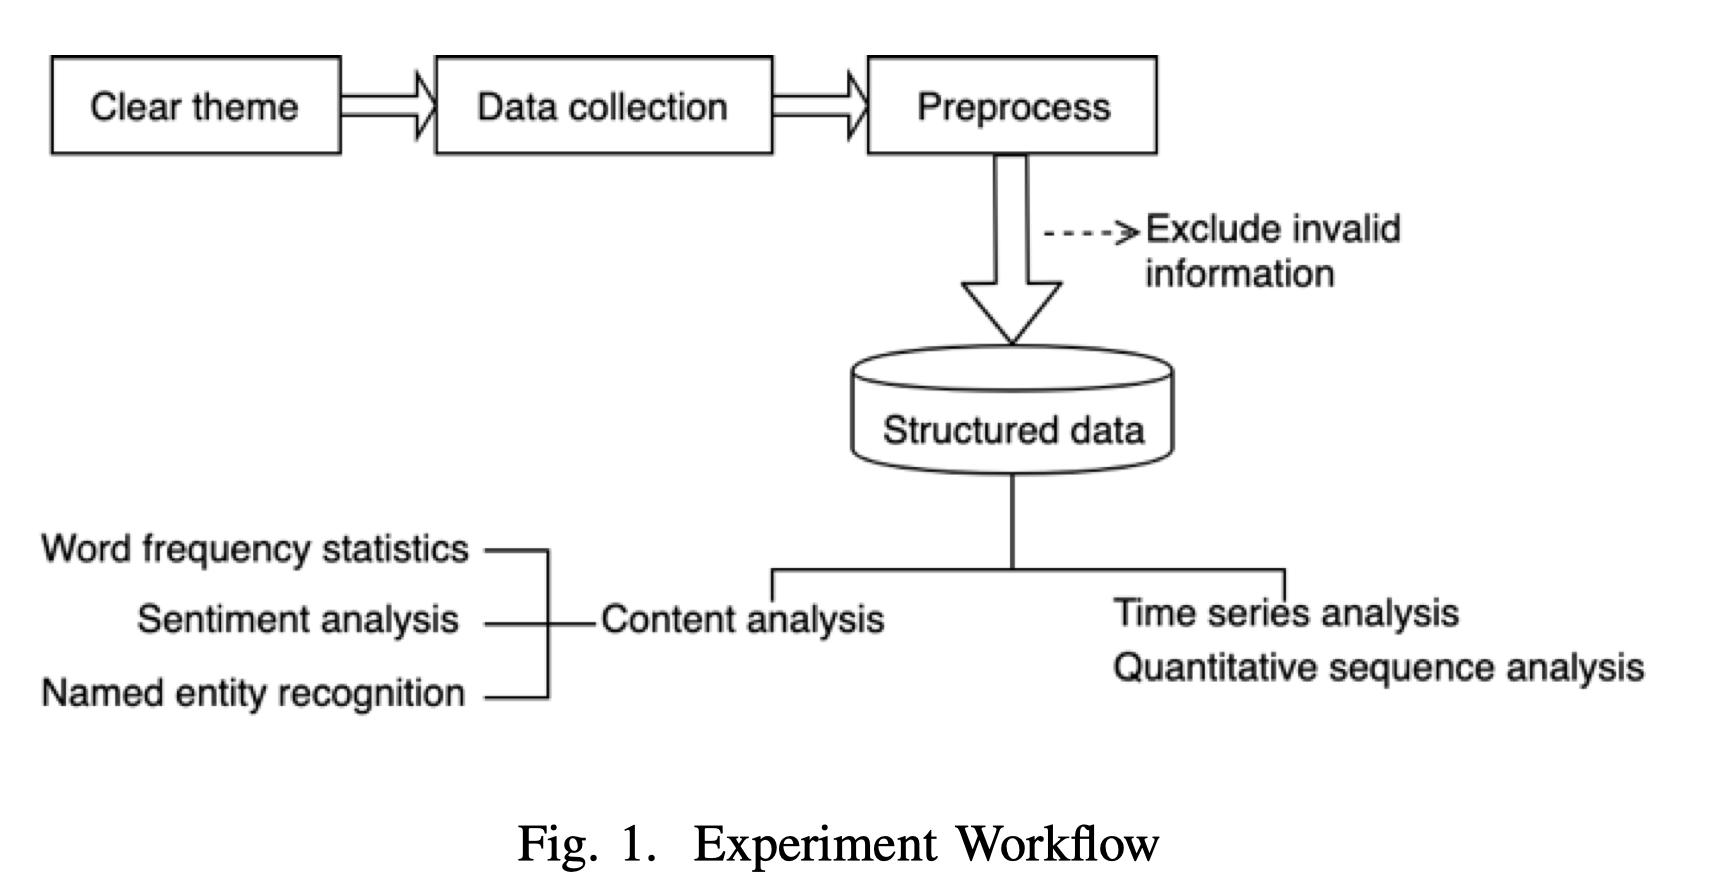 Clear theme
Data collection
Preprocess
Exclude invalid
information
Structured data
Word frequency statistics
Sentiment analysis
Named entity recognition
Content analysis
Time series analysis
Quantitative sequence analysis
Fig. 1. Experiment Workflow